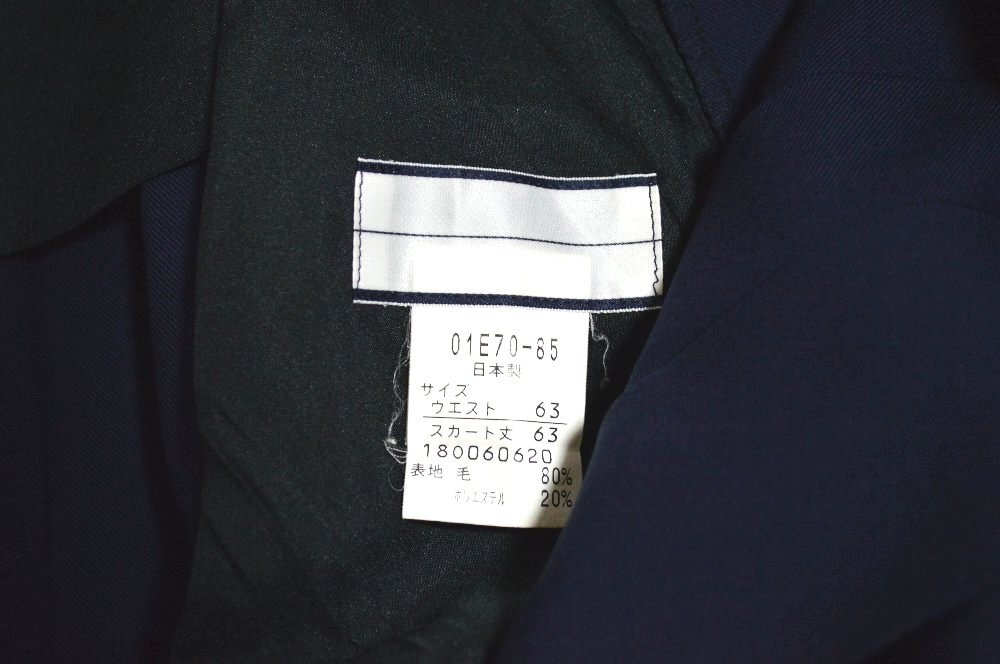 01E70-85
日本製
サイズ
ウエスト 63
スカート丈 63
180060620
表地 毛 80%
ポリエステル 20%